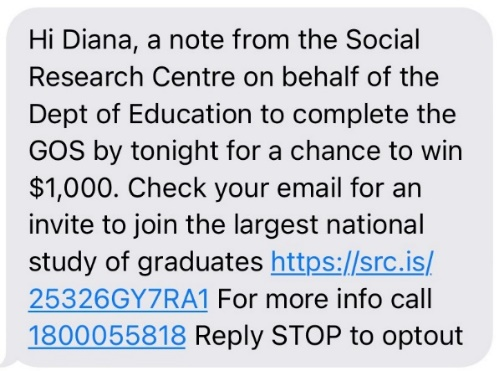 Hi Diana, a note from the Social
Research Centre on behalf of the
Dept of Education to complete the
GOS by tonight for a chance to win
$1,000. Check your email for an
invite to join the largest national
study of graduates https://src.is/
25326GY7RA1 For more info call
1800055818 Reply STOP to optout